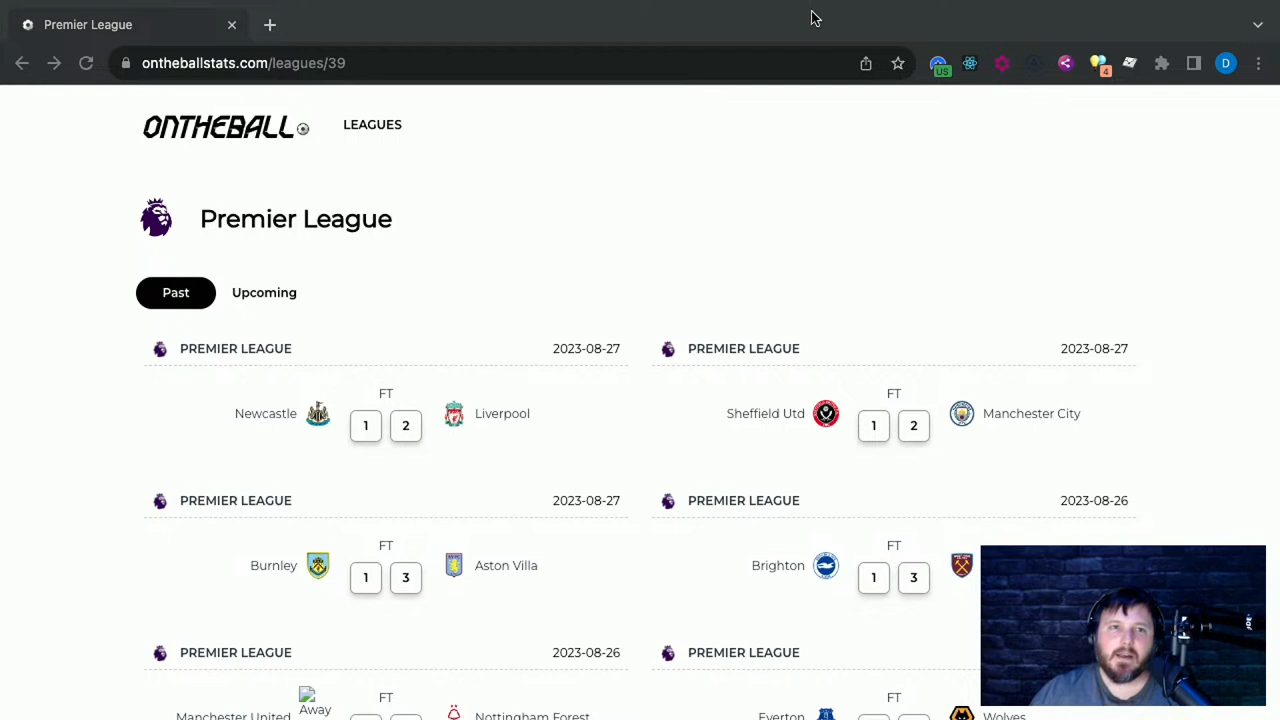 Premier League
ontheballstats.com/leagues/39
US
4
D
ONTHEBALL
LEAGUES
Premier League
Past
Upcoming
PREMIER LEAGUE 2023-08-27
FT
Newcastle 1 2 Liverpool
PREMIER LEAGUE 2023-08-27
FT
Sheffield Utd 1 2 Manchester City
PREMIER LEAGUE 2023-08-27
FT
Burnley 1 3 Aston Villa
PREMIER LEAGUE 2023-08-26
FT
Brighton 1 3
PREMIER LEAGUE 2023-08-26
FT
Manchester United Away Nottingham Forest
PREMIER LEAGUE
FT
Everton Wolves